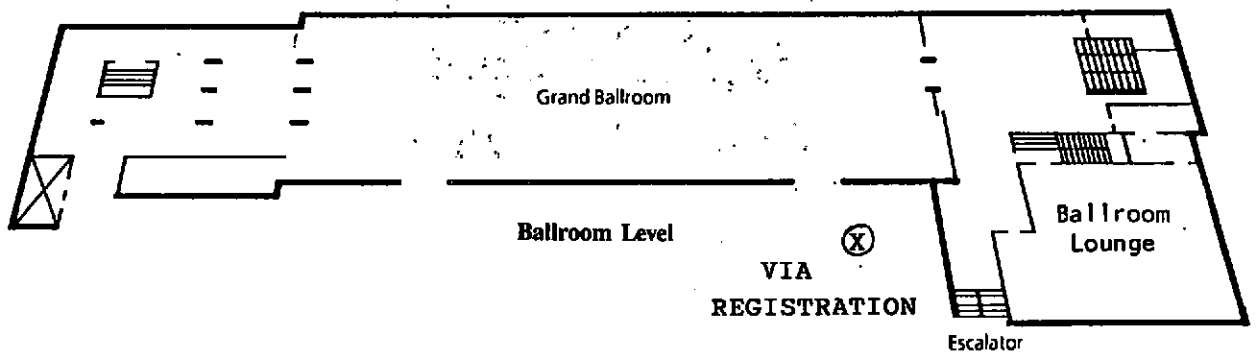 Grand Ballroom
Ballroom Level
Ballroom
Lounge
X
VIA
REGISTRATION
Escalator